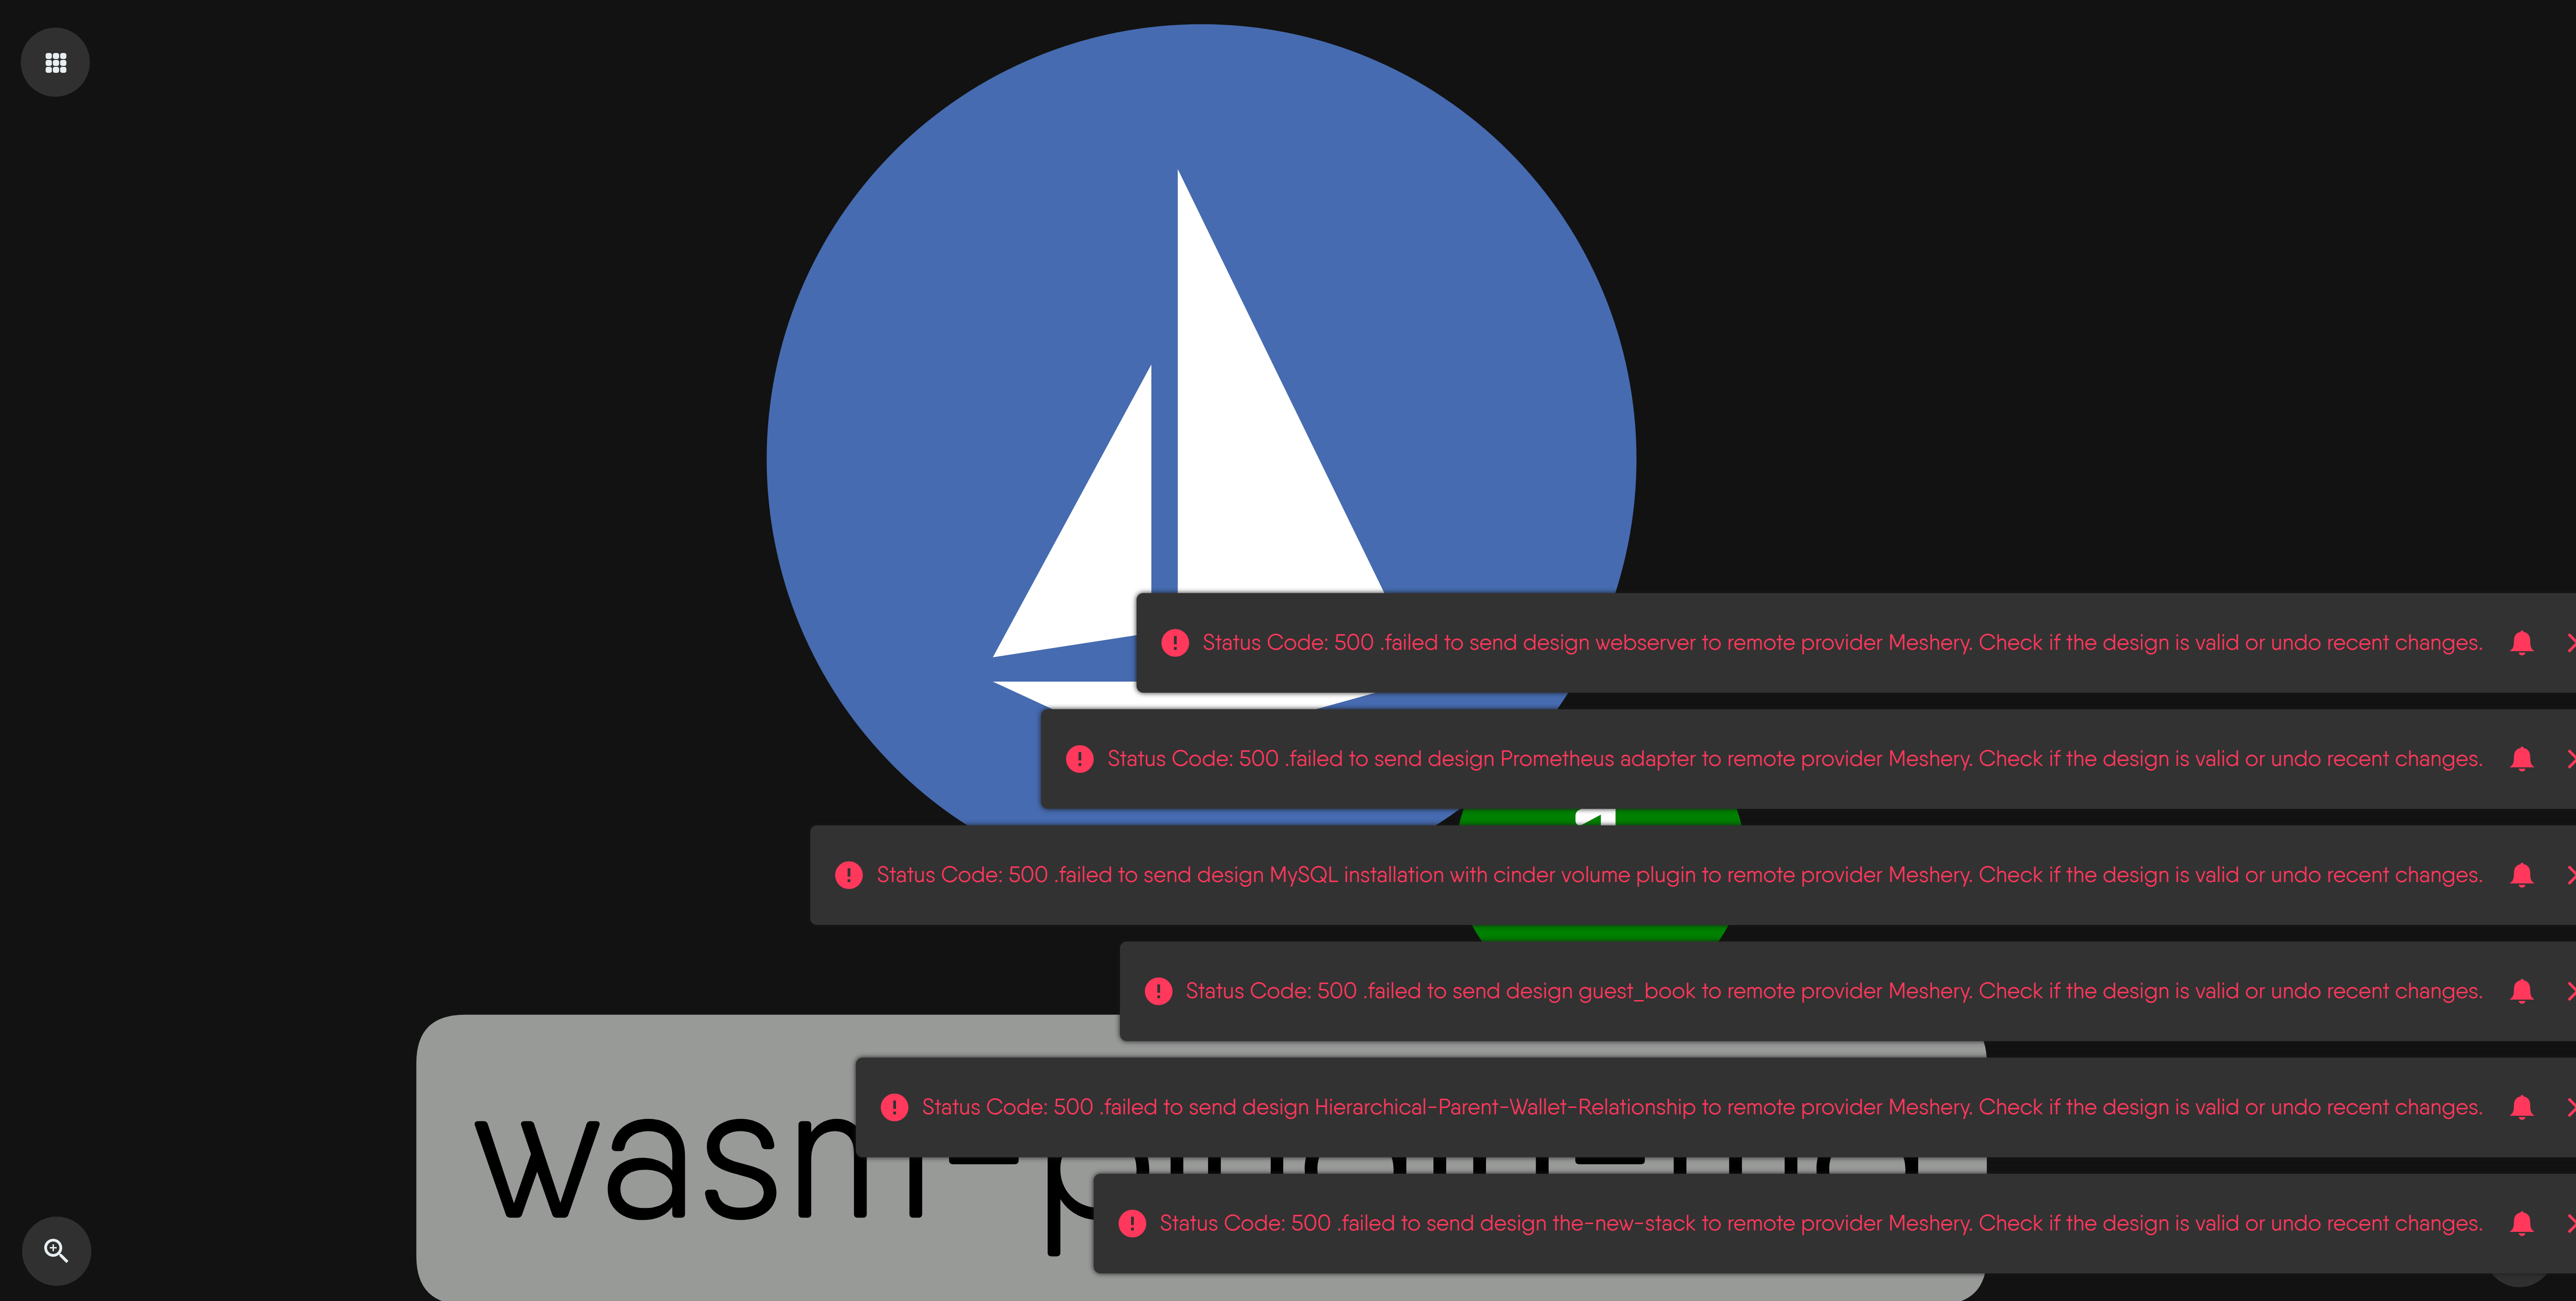 Status Code: 500 .failed to send design webserver to remote provider Meshery. Check if the design is valid or undo recent changes.
Status Code: 500 .failed to send design Prometheus adapter to remote provider Meshery. Check if the design is valid or undo recent changes.
Status Code: 500 .failed to send design MySQL installation with cinder volume plugin to remote provider Meshery. Check if the design is valid or undo recent changes.
Status Code: 500 .failed to send design guest_book to remote provider Meshery. Check if the design is valid or undo recent changes.
Status Code: 500 .failed to send design Hierarchical-Parent-Wallet-Relationship to remote provider Meshery. Check if the design is valid or undo recent changes.
Status Code: 500 .failed to send design the-new-stack to remote provider Meshery. Check if the design is valid or undo recent changes.